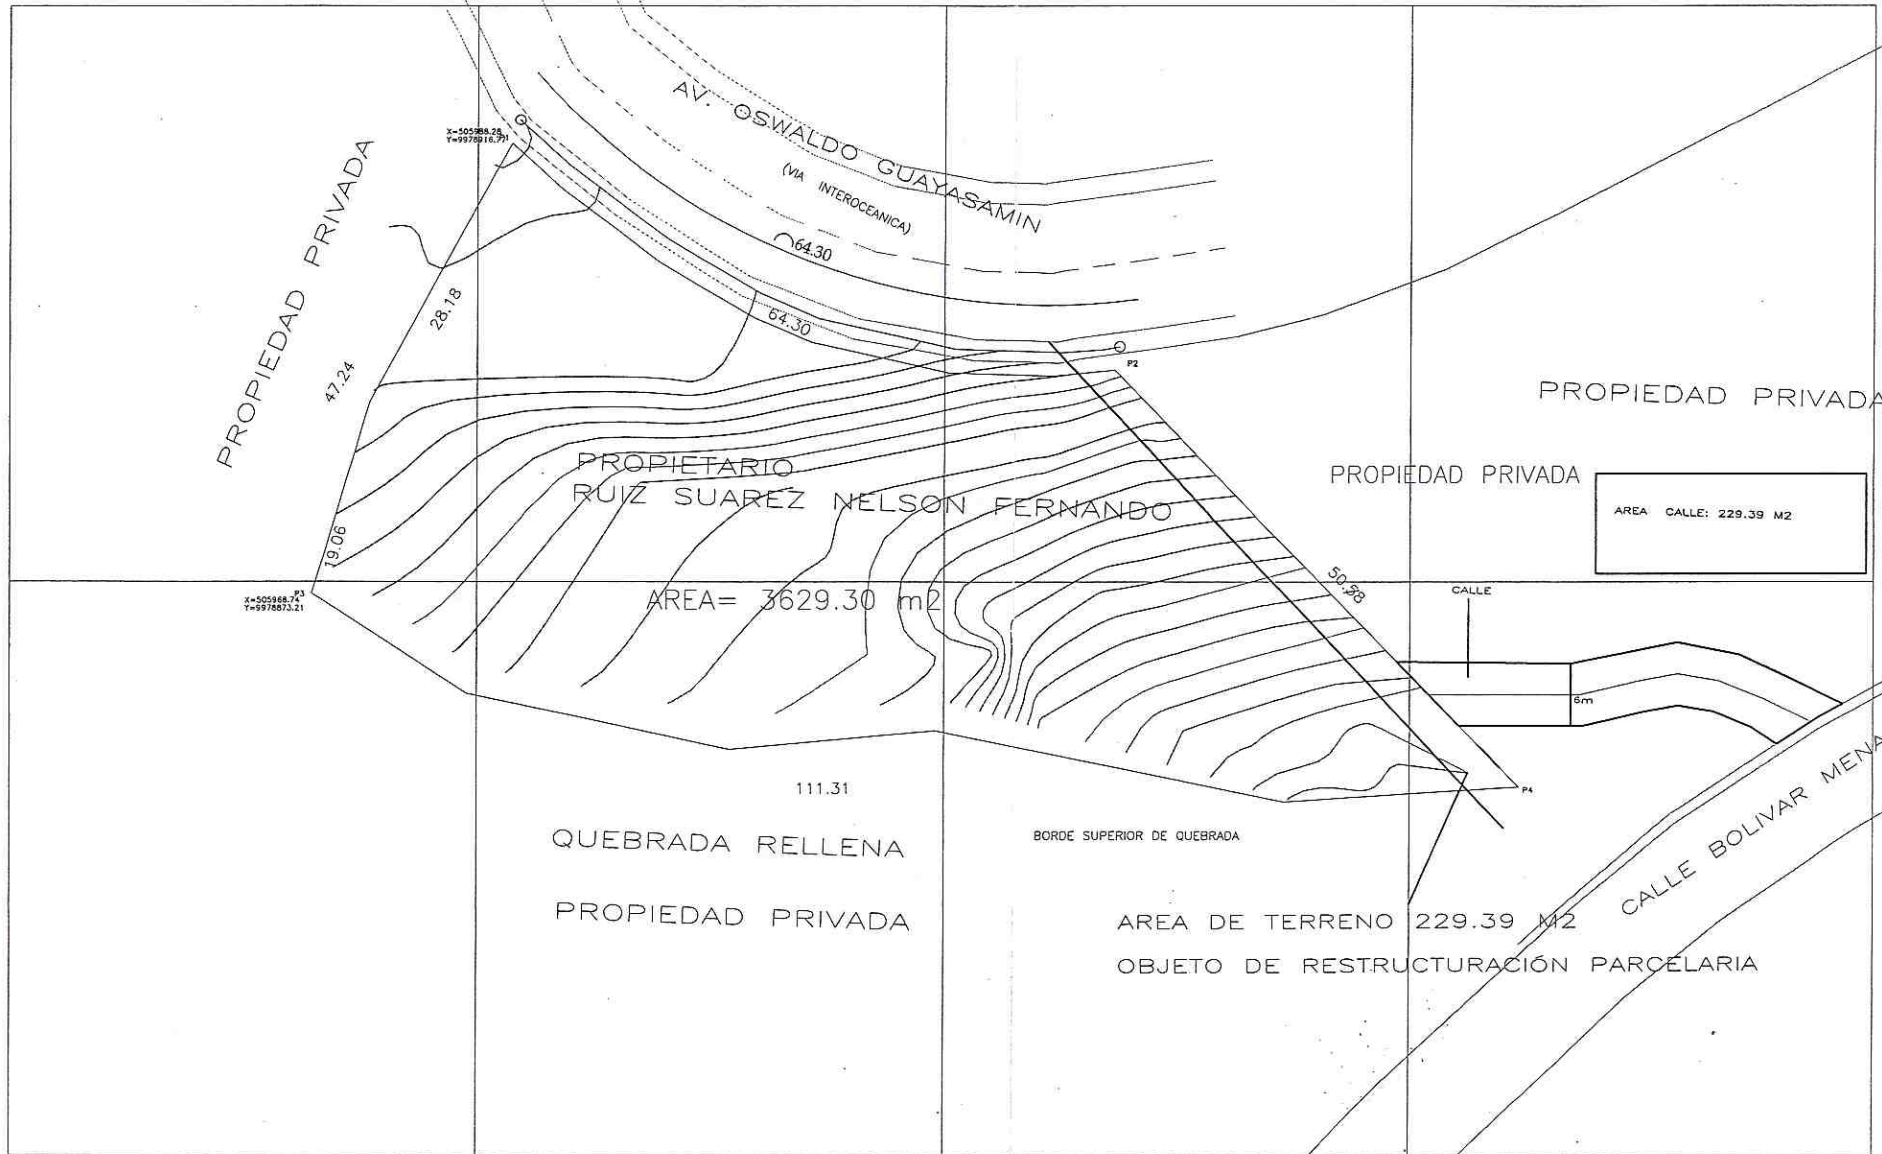 AV. OSWALDO GUAYASAMIN
(VIA INTEROCEANICA)
64.30
X=505988.28
PROPIEDAD PRIVADA
28.18
47.24
19.06
64.30
P2
PROPIEDAD PRIVADA
PROPIEDAD PRIVADA
AREA CALLE: 229.39 M2
PROPIETARIO
RUIZ SUAREZ NELSON FERNANDO
AREA= 3629.30 m2
P3
X=505968.74
Y=9978873.21
CALLE
6m
P4
111.31
QUEBRADA RELLENA
BORDE SUPERIOR DE QUEBRADA
PROPIEDAD PRIVADA
AREA DE TERRENO 229.39 M2
OBJETO DE RESTRUCTURACIÓN PARCELARIA
CALLE BOLIVAR MENA